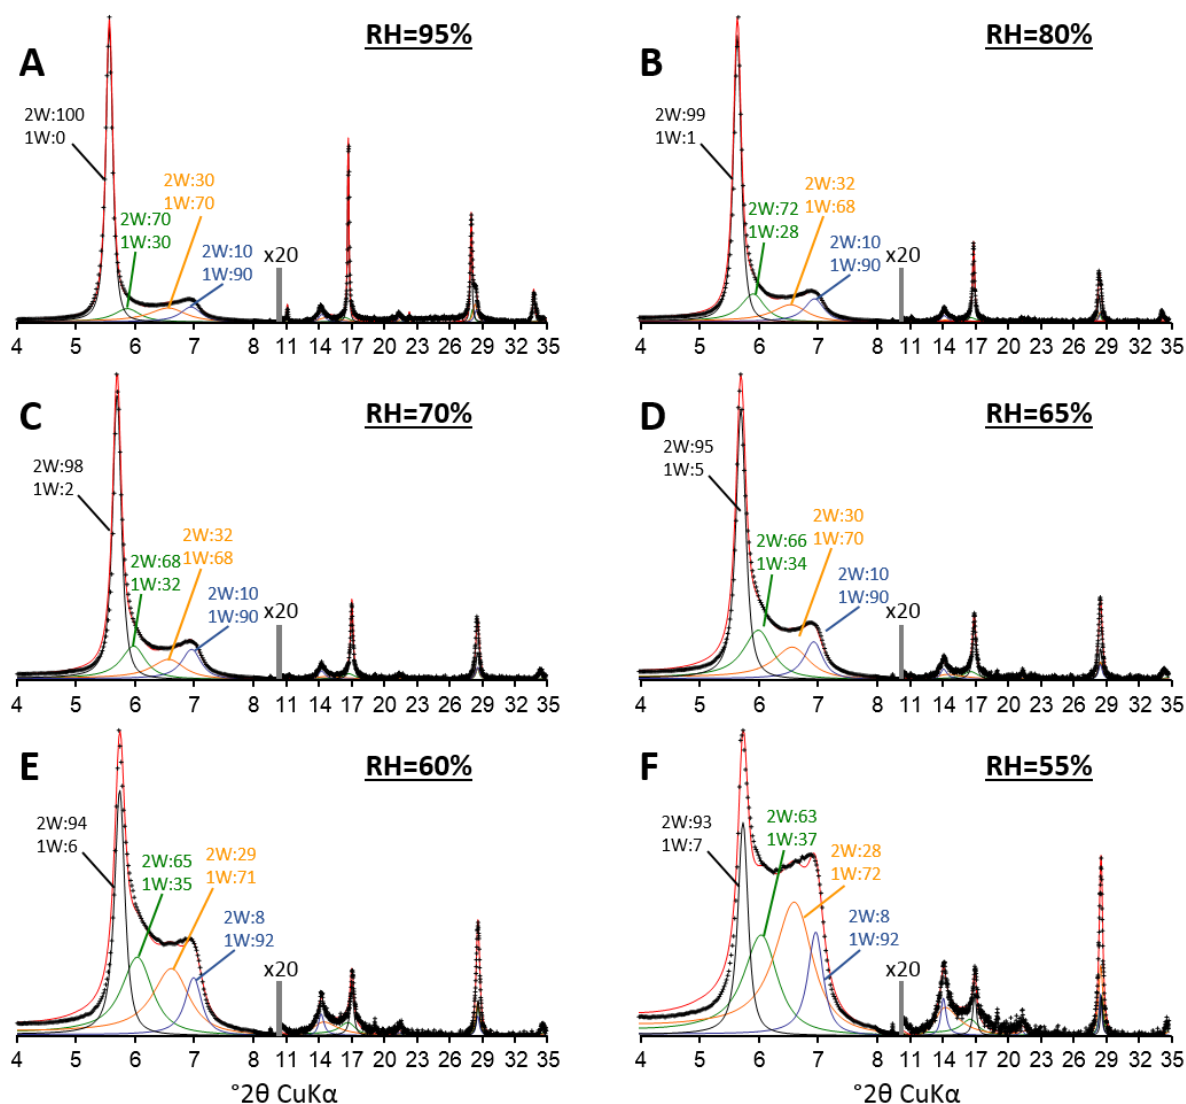 A
RH=95%
2W:100
1W:0
2W:70
1W:30
2W:30
1W:70
2W:10
1W:90
x20
4 5 6 7 8 11 14 17 20 23 26 29 32 35
B
RH=80%
2W:99
1W:1
2W:72
1W:28
2W:32
1W:68
2W:10
1W:90
x20
4 5 6 7 8 11 14 17 20 23 26 29 32 35
C
RH=70%
2W:98
1W:2
2W:68
1W:32
2W:32
1W:68
2W:10
1W:90
x20
4 5 6 7 8 11 14 17 20 23 26 29 32 35
D
RH=65%
2W:95
1W:5
2W:66
1W:34
2W:30
1W:70
2W:10
1W:90
x20
4 5 6 7 8 11 14 17 20 23 26 29 32 35
E
RH=60%
2W:94
1W:6
2W:65
1W:35
2W:29
1W:71
2W:8
1W:92
x20
4 5 6 7 8 11 14 17 20 23 26 29 32 35
°2θ CuKα
F
RH=55%
2W:93
1W:7
2W:63
1W:37
2W:28
1W:72
2W:8
1W:92
x20
4 5 6 7 8 11 14 17 20 23 26 29 32 35
°2θ CuKα